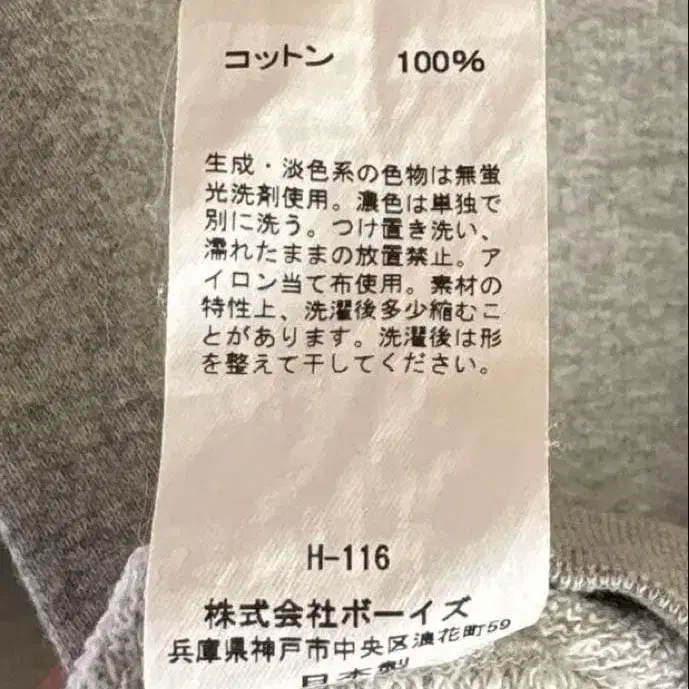 コットン 100%
生成・淡色系の色物は無蛍
光洗剤使用。濃色は単独で
別に洗う。つけ置き洗い、
濡れたままの放置禁止。ア
イロン当て布使用。素材の
特性上、洗濯後多少縮むこ
とがあります。洗濯後は形
を整えて干してください。
H-116
株式会社ボーイズ
兵庫県神戸市中央区浪花町59
日本製